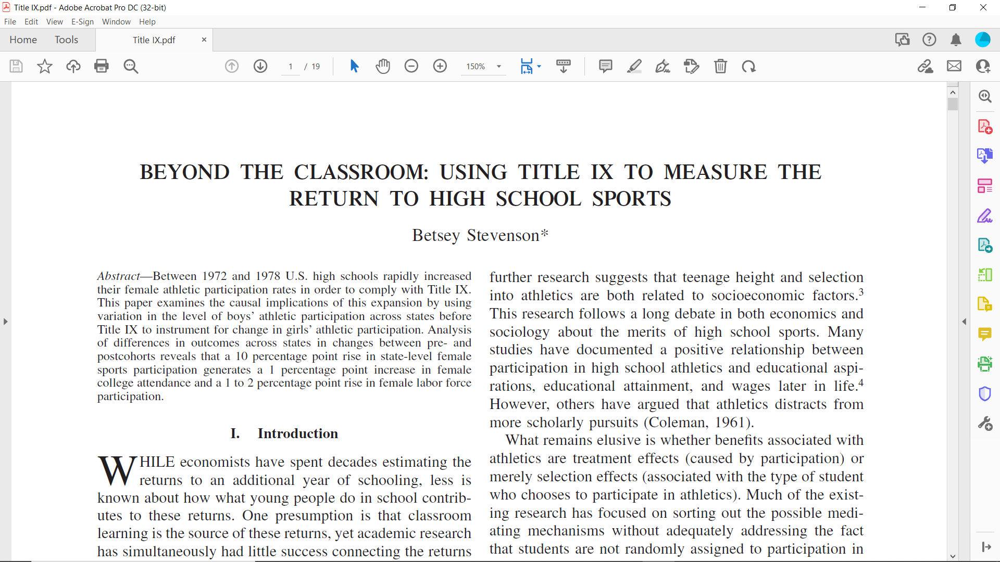 Title IX.pdf - Adobe Acrobat Pro DC (32-bit)
File Edit View E-Sign Window Help
Home Tools Title IX.pdf ×
1 / 19 150%
BEYOND THE CLASSROOM: USING TITLE IX TO MEASURE THE
RETURN TO HIGH SCHOOL SPORTS
Betsey Stevenson*
Abstract—Between 1972 and 1978 U.S. high schools rapidly increased
their female athletic participation rates in order to comply with Title IX.
This paper examines the causal implications of this expansion by using
variation in the level of boys’ athletic participation across states before
Title IX to instrument for change in girls’ athletic participation. Analysis
of differences in outcomes across states in changes between pre- and
postcohorts reveals that a 10 percentage point rise in state-level female
sports participation generates a 1 percentage point increase in female
college attendance and a 1 to 2 percentage point rise in female labor force
participation.
I. Introduction
WHILE economists have spent decades estimating the
returns to an additional year of schooling, less is
known about how what young people do in school contrib-
utes to these returns. One presumption is that classroom
learning is the source of these returns, yet academic research
has simultaneously had little success connecting the returns
further research suggests that teenage height and selection
into athletics are both related to socioeconomic factors.³
This research follows a long debate in both economics and
sociology about the merits of high school sports. Many
studies have documented a positive relationship between
participation in high school athletics and educational aspi-
rations, educational attainment, and wages later in life.⁴
However, others have argued that athletics distracts from
more scholarly pursuits (Coleman, 1961).
What remains elusive is whether benefits associated with
athletics are treatment effects (caused by participation) or
merely selection effects (associated with the type of student
who chooses to participate in athletics). Much of the exist-
ing research has focused on sorting out the possible medi-
ating mechanisms without adequately addressing the fact
that students are not randomly assigned to participation in